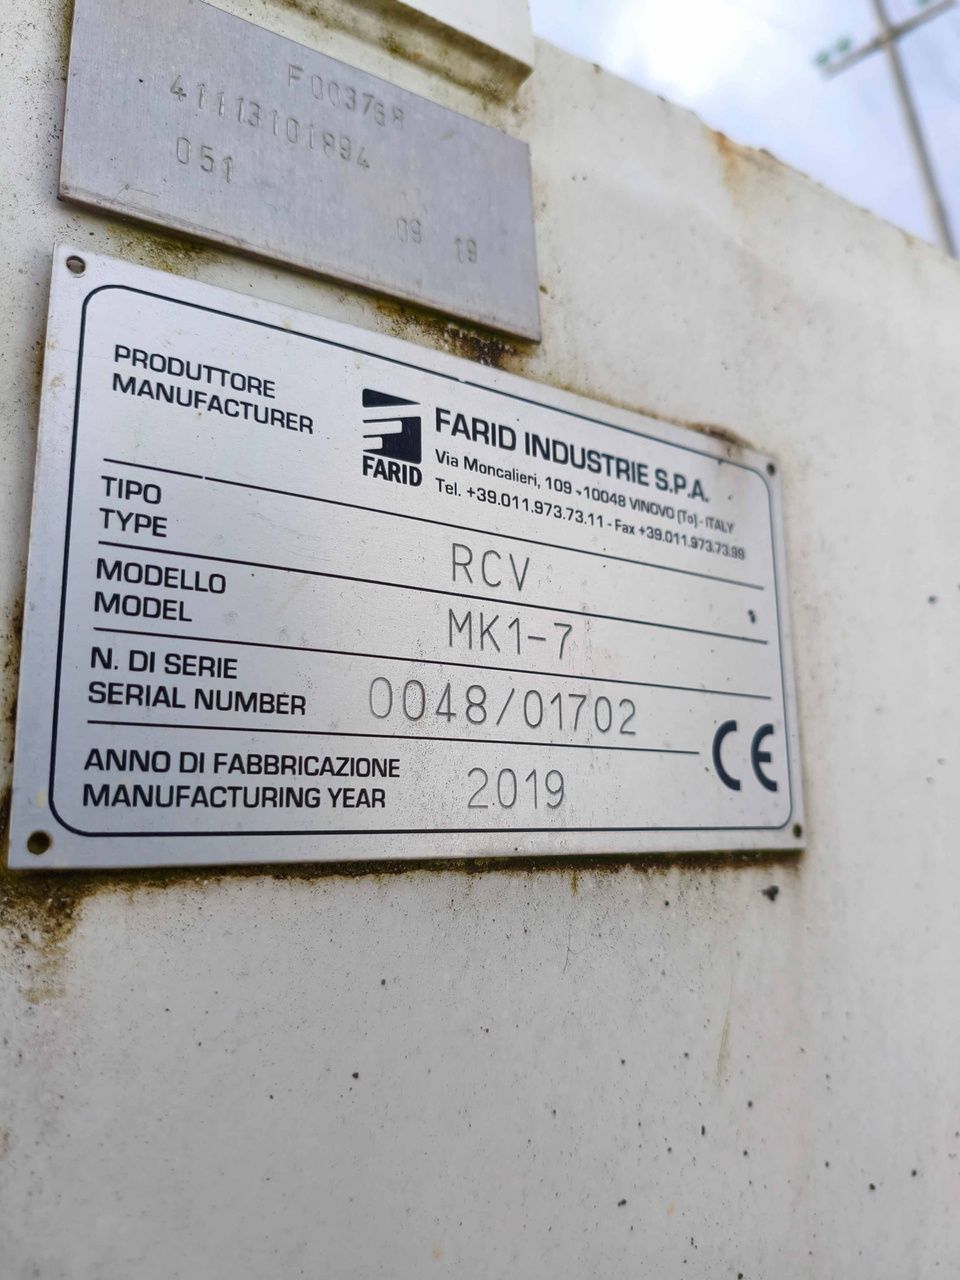 F003768
41113101894
051
09 19
PRODUTTORE
MANUFACTURER
FARID
FARID INDUSTRIE S.P.A.
Via Moncalieri, 109 - 10048 VINOVO (To) - ITALY
Tel. +39.011.973.73.11 - Fax +39.011.973.73.99
TIPO
TYPE
RCV
MODELLO
MODEL
MK1-7
N. DI SERIE
SERIAL NUMBER
0048/01702
ANNO DI FABBRICAZIONE
MANUFACTURING YEAR
2019
CE